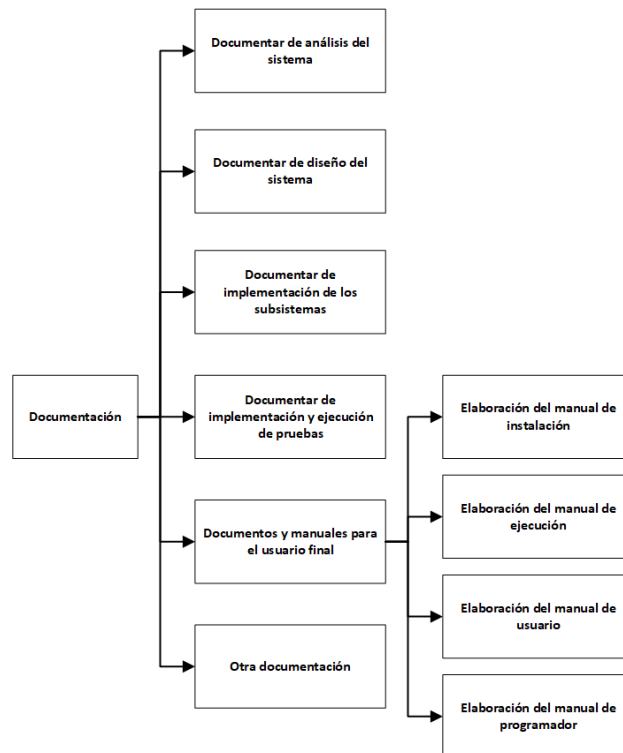 Documentar de análisis del
sistema
Documentar de diseño del
sistema
Documentar de
implementación de los
subsistemas
Documentación
Documentar de
implementación y ejecución
de pruebas
Elaboración del manual de
instalación
Elaboración del manual de
ejecución
Documentos y manuales para
el usuario final
Elaboración del manual de
usuario
Otra documentación
Elaboración del manual de
programador